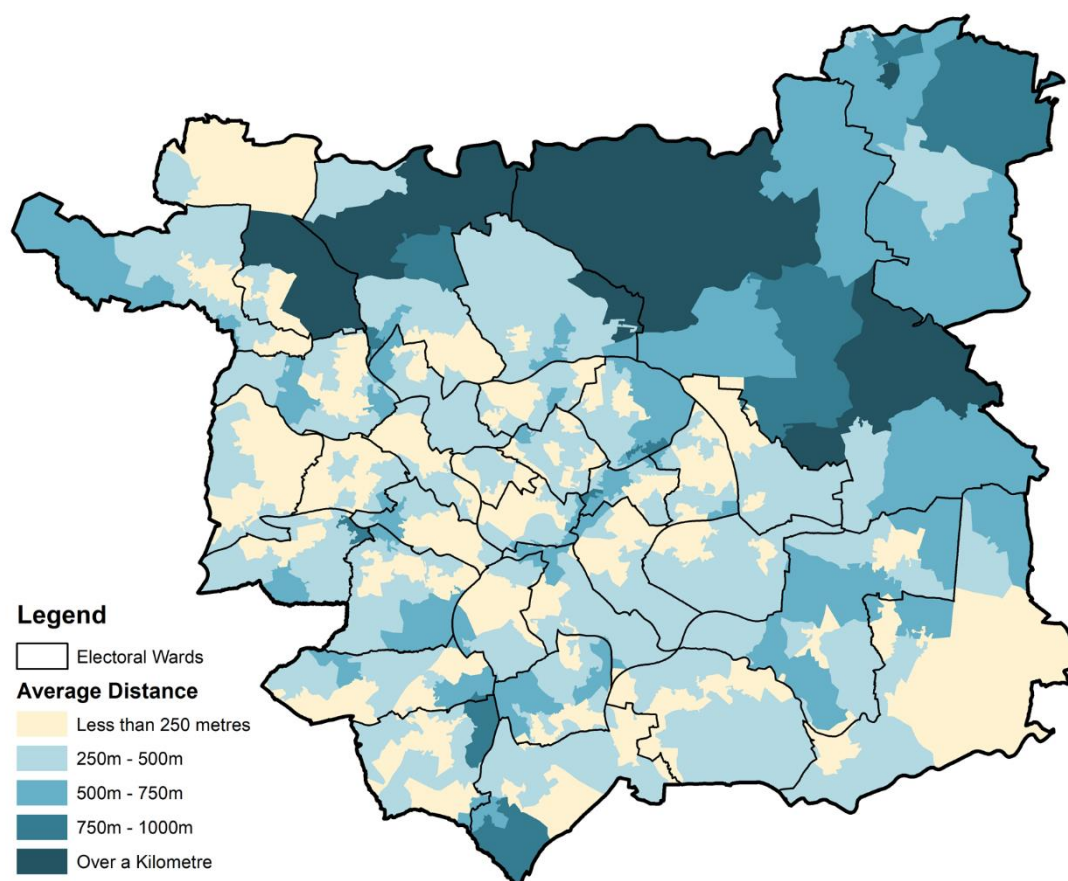 Legend
Electoral Wards
Average Distance
Less than 250 metres
250m - 500m
500m - 750m
750m - 1000m
Over a Kilometre